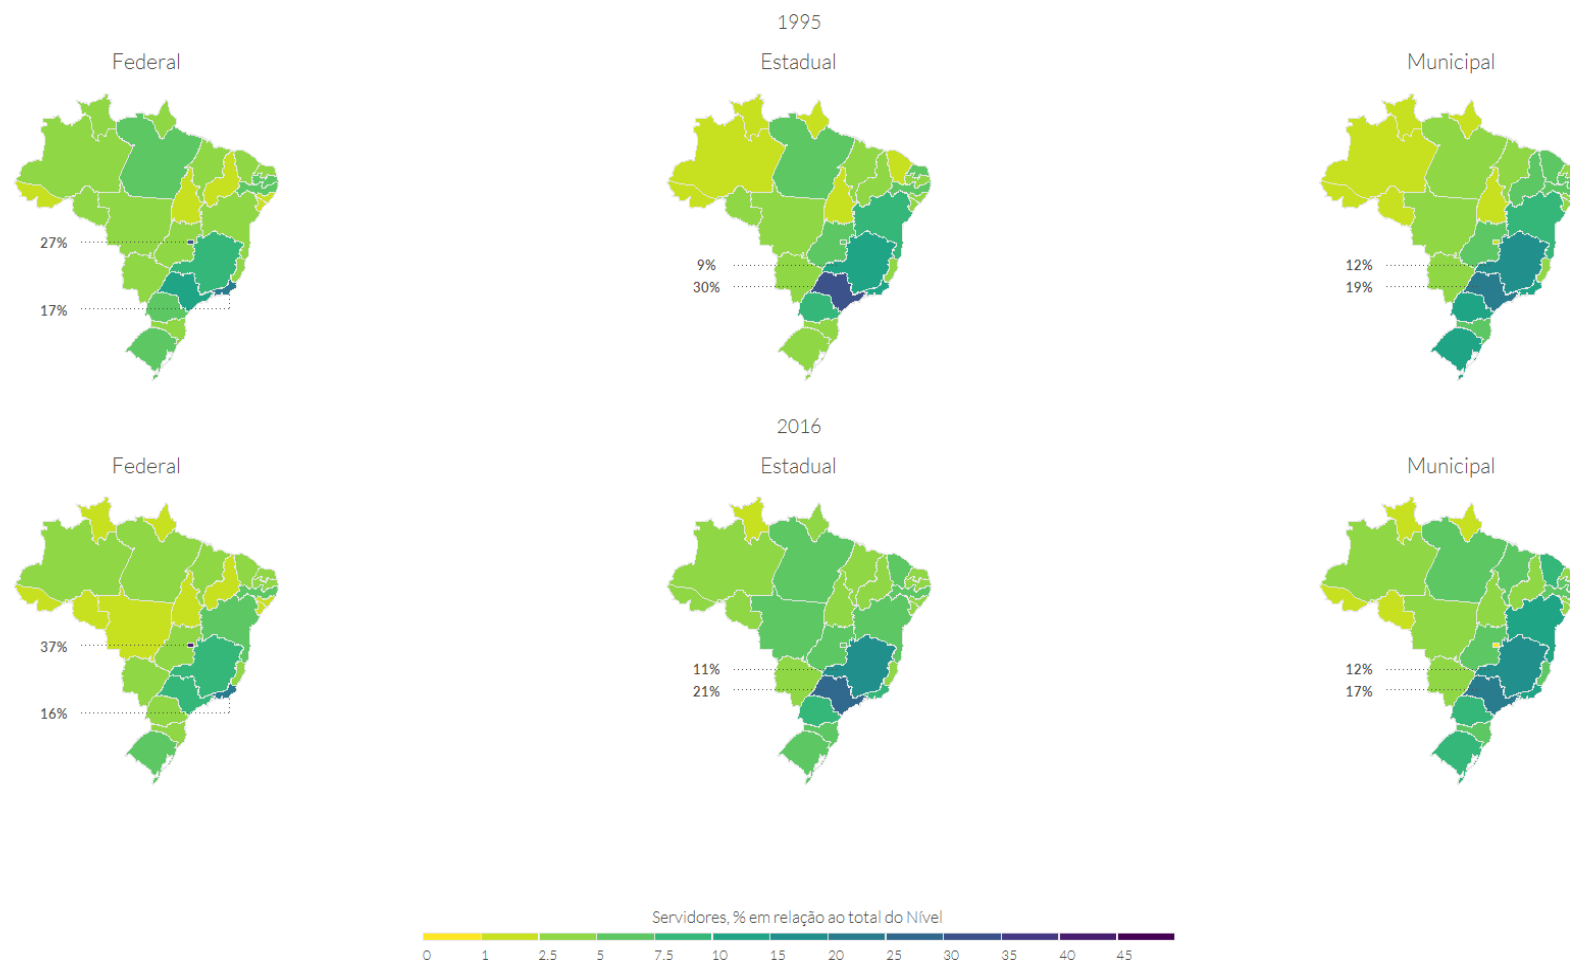 1995
Federal
Estadual
Municipal
27%
17%
9%
30%
12%
19%
2016
Federal
Estadual
Municipal
37%
16%
11%
21%
12%
17%
Servidores, % em relação ao total do Nível
0 1 2.5 5 7.5 10 15 20 25 30 35 40 45